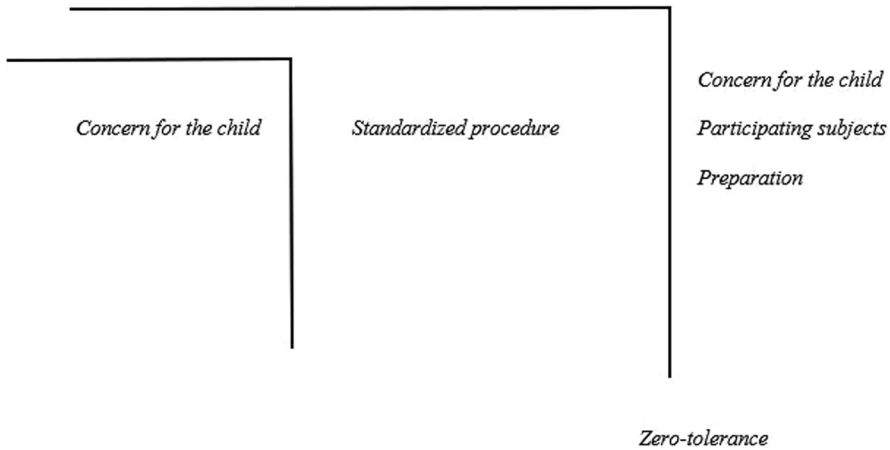 Concern for the child
Standardized procedure
Concern for the child
Participating subjects
Preparation
Zero-tolerance